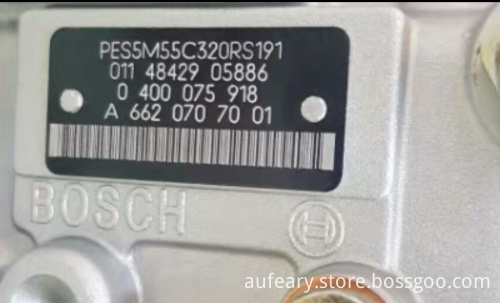 PES5M55C320RS191
011 48429 05886
0 400 075 918
A 662 070 70 01
BOSCH
aufeary.store.bossgoo.com